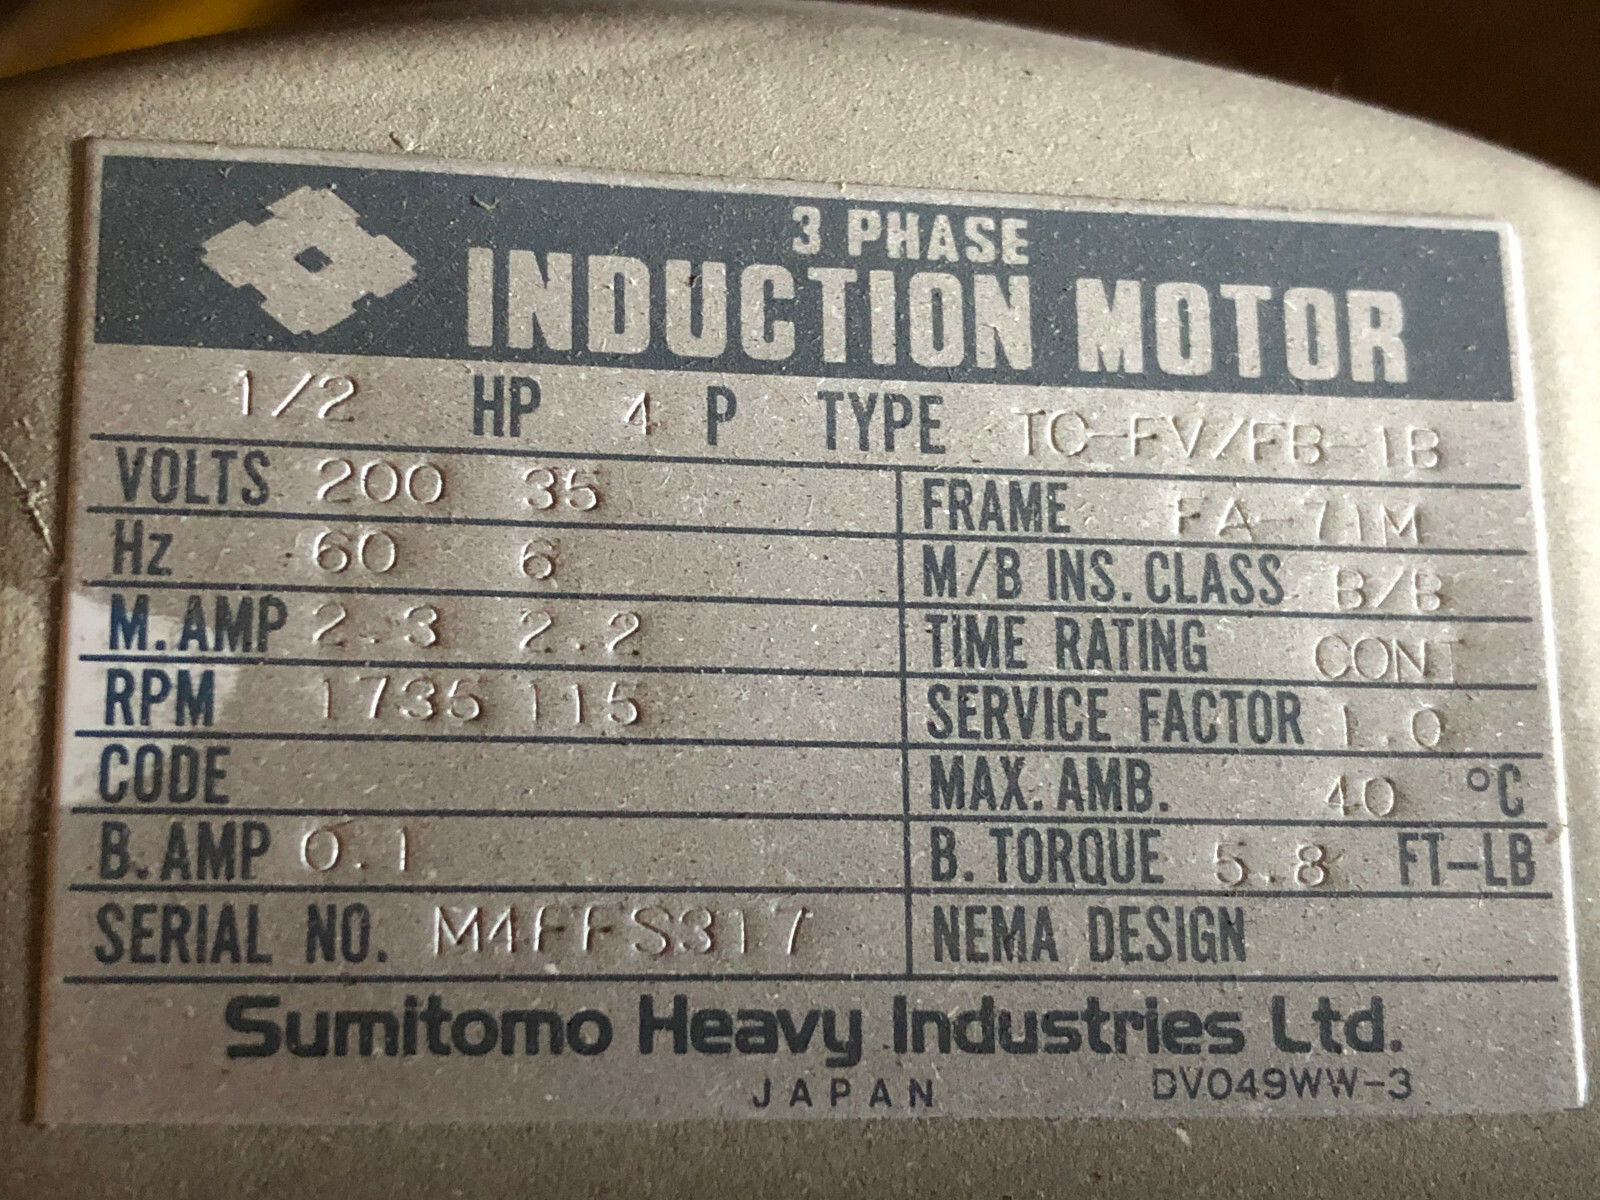 3 PHASE
INDUCTION MOTOR
1/2 HP 4 P TYPE TC-FV/FB-1B
VOLTS 200 35
FRAME FA-71M
Hz 60 6
M/B INS. CLASS B/B
M.AMP 2.3 2.2
TIME RATING CONT
RPM 1735 115
SERVICE FACTOR 1.0
CODE
MAX. AMB. 40 °C
B.AMP 0.1
B. TORQUE 5.8 FT-LB
SERIAL NO. M4FFS317
NEMA DESIGN
Sumitomo Heavy Industries Ltd.
JAPAN DV049WW-3